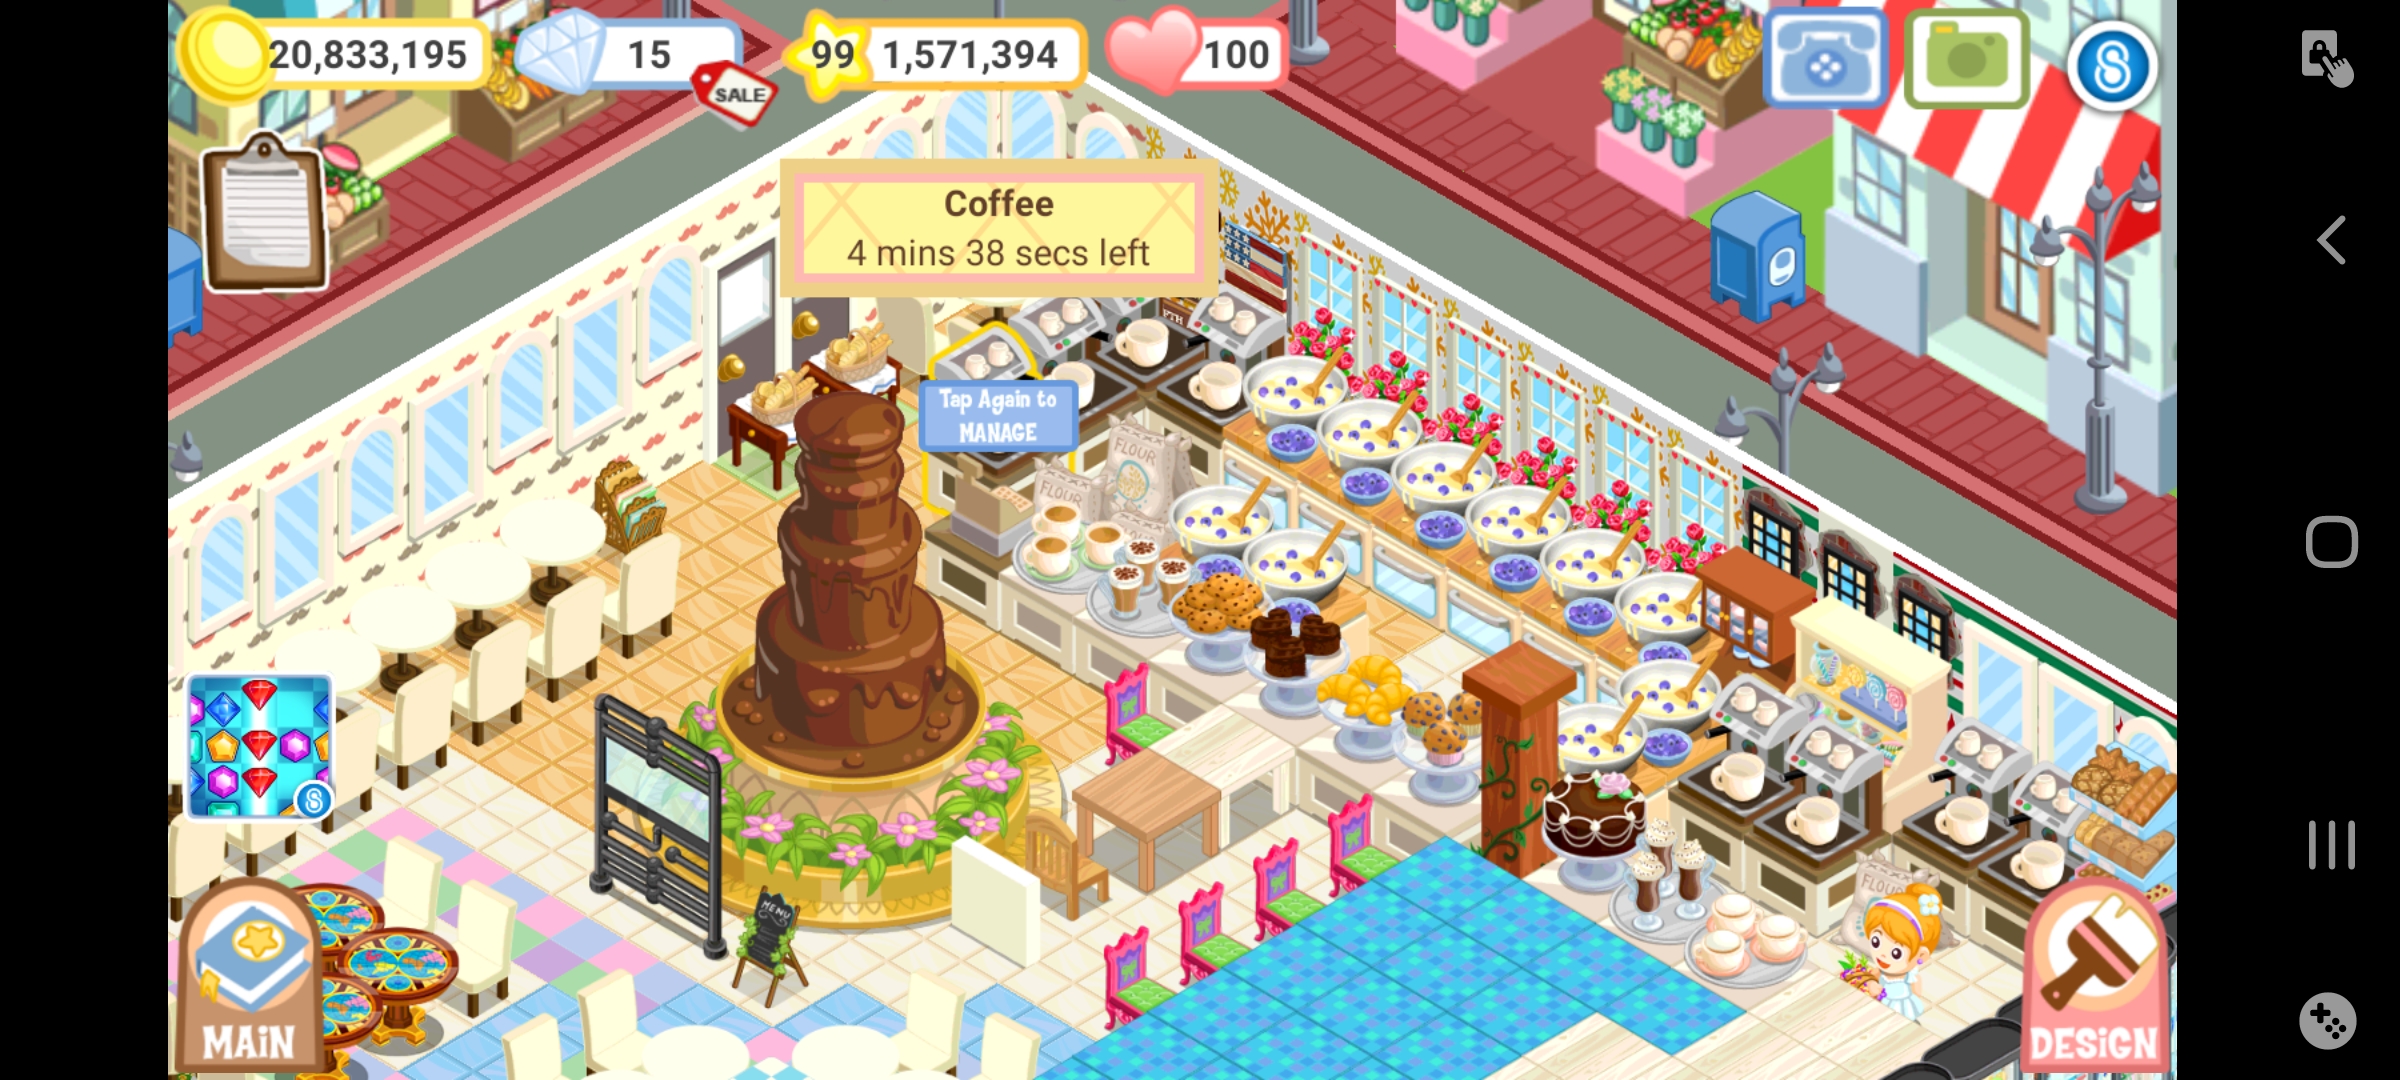 20,833,195
15
SALE
99
1,571,394
100
Coffee
4 mins 38 secs left
FTH
Tap Again to
MANAGE
FLOUR
FLOUR
MENU
FLOUR
MAiN
DESiGN